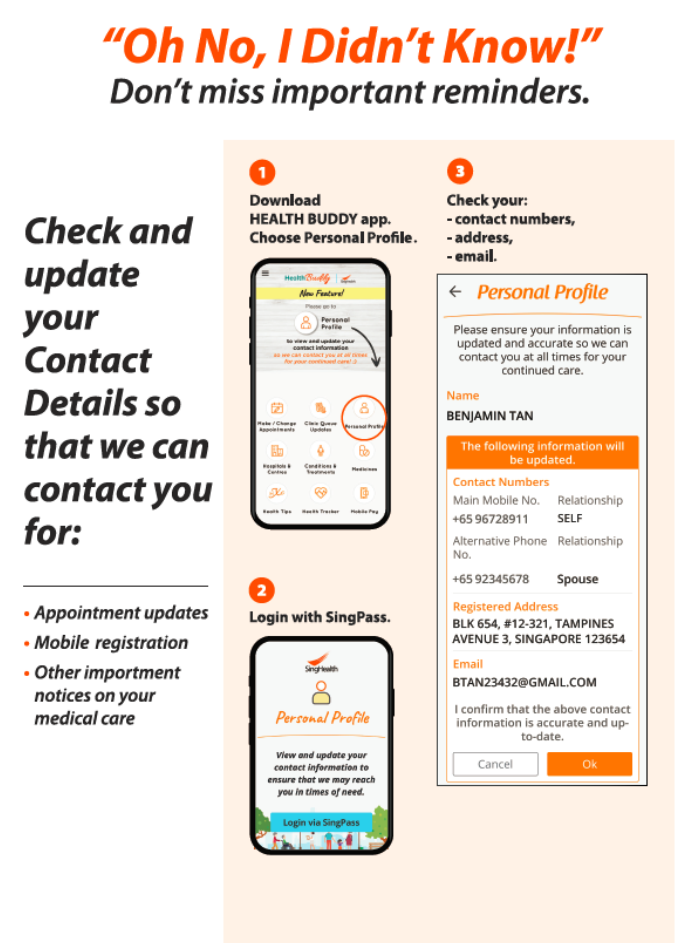 “Oh No, I Didn’t Know!”
Don’t miss important reminders.
Check and
update
your
Contact
Details so
that we can
contact you
for:
• Appointment updates
• Mobile registration
• Other importment
notices on your
medical care
1
Download
HEALTH BUDDY app.
Choose Personal Profile.
HealthBuddy
SingHealth
New Feature!
Please go to
Personal
Profile
to view and update your
contact information
so we can contact you at all times
for your continued care! :)
Make / Change
Appointments
Clinic Queue
Updates
Personal Profile
Hospitals &
Centres
Conditions &
Treatments
Medicines
Health Tips
Health Tracker
Mobile Pay
2
Login with SingPass.
SingHealth
Personal Profile
View and update your
contact information to
ensure that we may reach
you in times of need.
Login via SingPass
3
Check your:
- contact numbers,
- address,
- email.
← Personal Profile
Please ensure your information is
updated and accurate so we can
contact you at all times for your
continued care.
Name
BENJAMIN TAN
The following information will
be updated.
Contact Numbers
Main Mobile No. Relationship
+65 96728911 SELF
Alternative Phone Relationship
No.
+65 92345678 Spouse
Registered Address
BLK 654, #12-321, TAMPINES
AVENUE 3, SINGAPORE 123654
Email
BTAN23432@GMAIL.COM
I confirm that the above contact
information is accurate and up-
to-date.
Cancel Ok